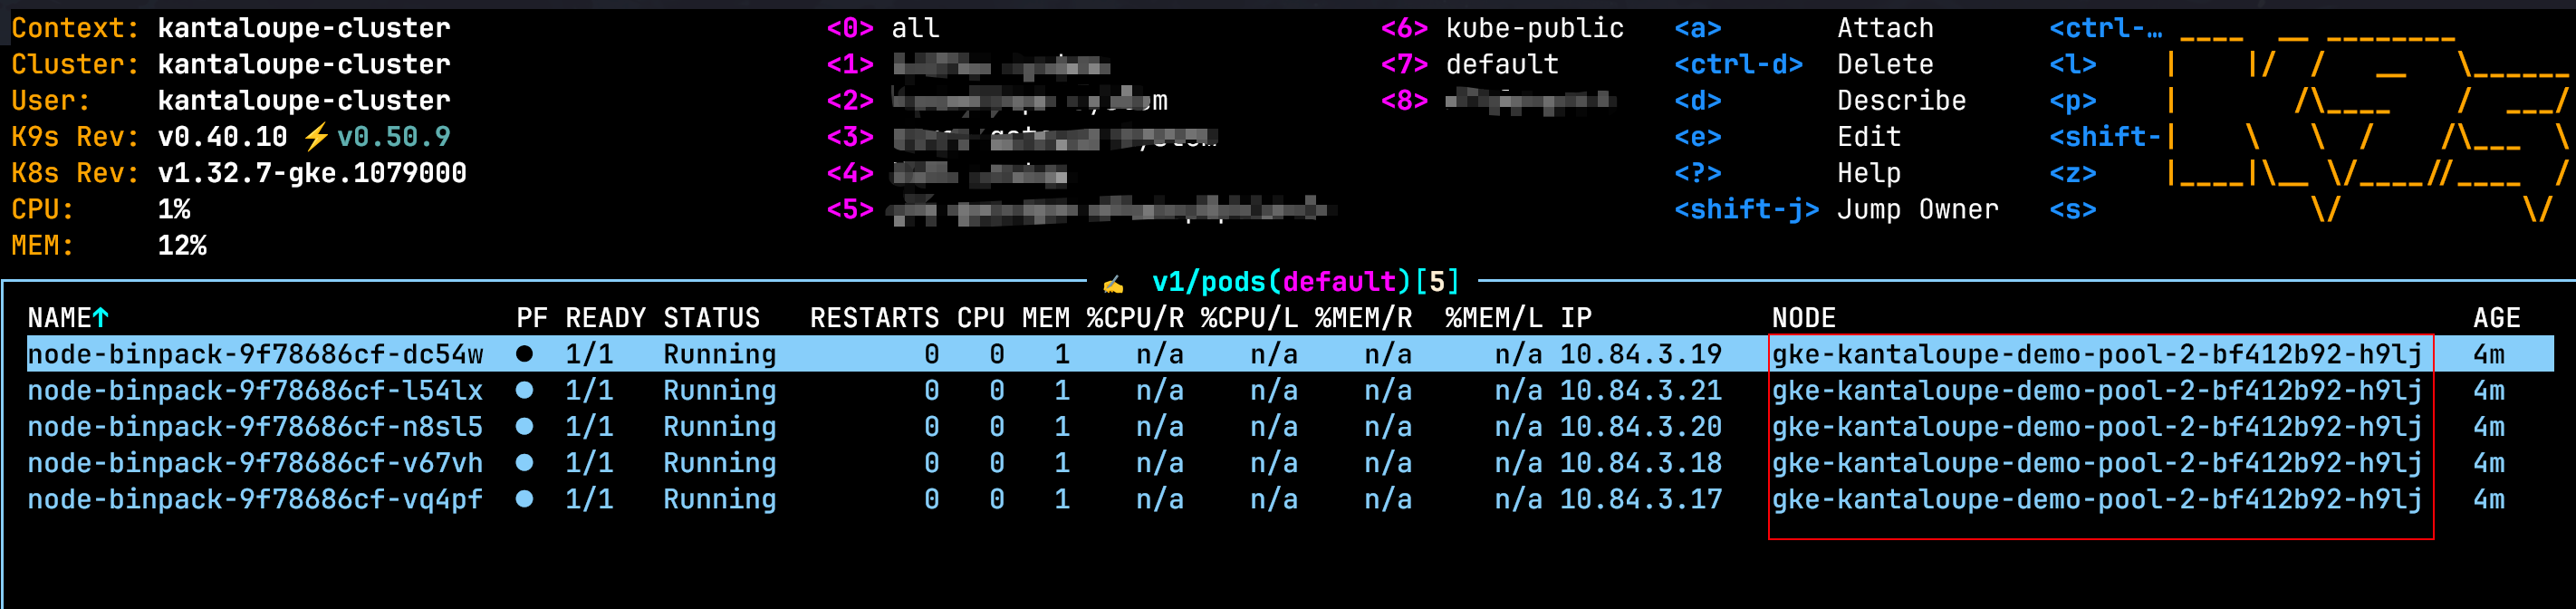 Context: kantaloupe-cluster <0> all <6> kube-public <a> Attach <ctrl-…
Cluster: kantaloupe-cluster <1> <7> default <ctrl-d> Delete <l>
User: kantaloupe-cluster <2> <8> <d> Describe <p>
K9s Rev: v0.40.10 ⚡v0.50.9 <3> <e> Edit <shift-
K8s Rev: v1.32.7-gke.1079000 <4> <?> Help <z>
CPU: 1% <5> <shift-j> Jump Owner <s>
MEM: 12%
✍️ v1/pods(default)[5]
NAME↑ PF READY STATUS RESTARTS CPU MEM %CPU/R %CPU/L %MEM/R %MEM/L IP NODE AGE
node-binpack-9f78686cf-dc54w ● 1/1 Running 0 0 1 n/a n/a n/a n/a 10.84.3.19 gke-kantaloupe-demo-pool-2-bf412b92-h9lj 4m
node-binpack-9f78686cf-l54lx ● 1/1 Running 0 0 1 n/a n/a n/a n/a 10.84.3.21 gke-kantaloupe-demo-pool-2-bf412b92-h9lj 4m
node-binpack-9f78686cf-n8sl5 ● 1/1 Running 0 0 1 n/a n/a n/a n/a 10.84.3.20 gke-kantaloupe-demo-pool-2-bf412b92-h9lj 4m
node-binpack-9f78686cf-v67vh ● 1/1 Running 0 0 1 n/a n/a n/a n/a 10.84.3.18 gke-kantaloupe-demo-pool-2-bf412b92-h9lj 4m
node-binpack-9f78686cf-vq4pf ● 1/1 Running 0 0 1 n/a n/a n/a n/a 10.84.3.17 gke-kantaloupe-demo-pool-2-bf412b92-h9lj 4m